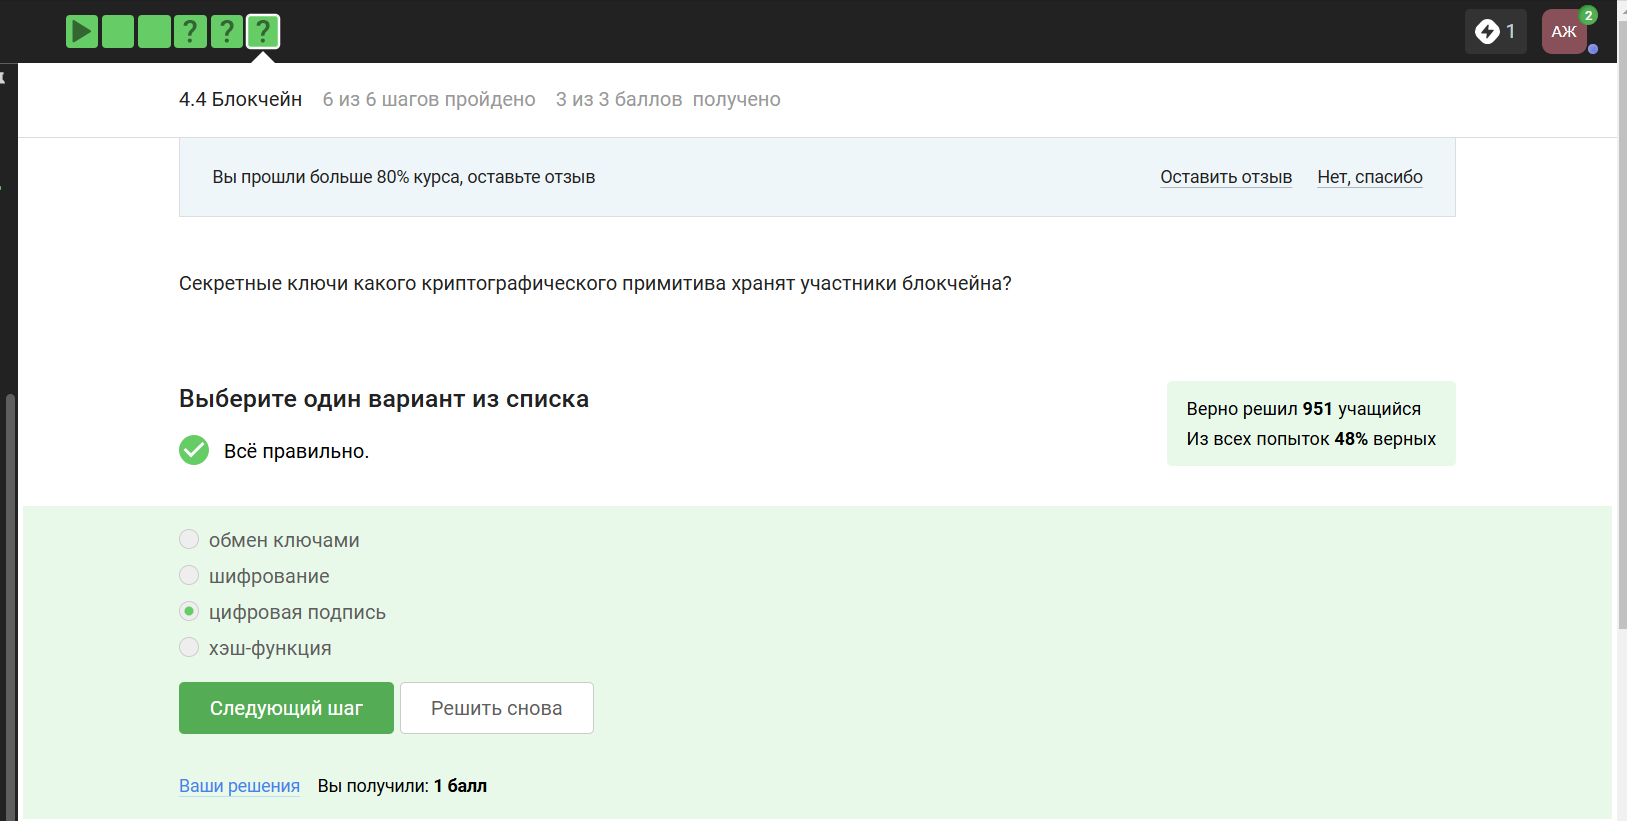 ? ? ?
1
АЖ
2
4.4 Блокчейн 6 из 6 шагов пройдено 3 из 3 баллов получено
Вы прошли больше 80% курса, оставьте отзыв Оставить отзыв Нет, спасибо
Секретные ключи какого криптографического примитива хранят участники блокчейна?
Выберите один вариант из списка
Всё правильно.
Верно решил 951 учащийся
Из всех попыток 48% верных
обмен ключами
шифрование
цифровая подпись
хэш-функция
Следующий шаг Решить снова
Ваши решения Вы получили: 1 балл